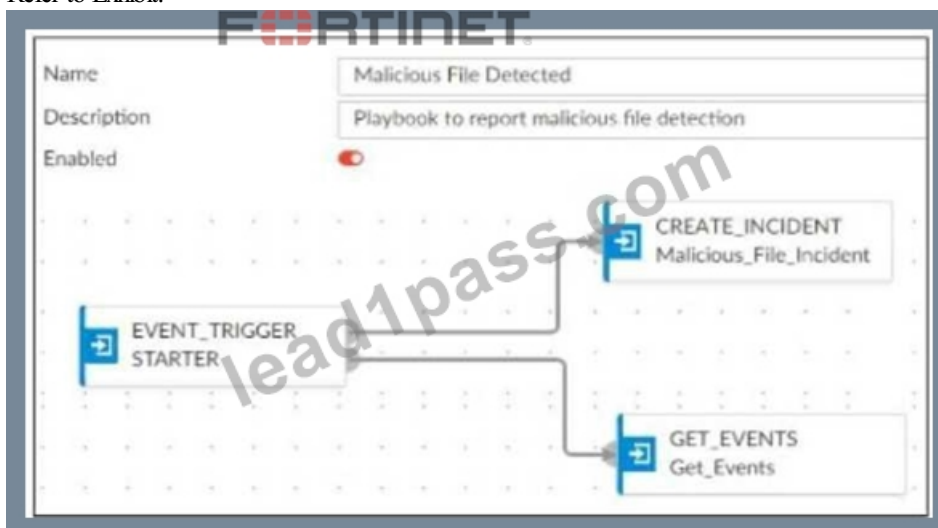 Refer to Exhibit:
FORTINET
Name
Malicious File Detected
Description
Playbook to report malicious file detection
Enabled
CREATE_INCIDENT
Malicious_File_Incident
EVENT_TRIGGER
STARTER
GET_EVENTS
Get_Events
lead1pass.com